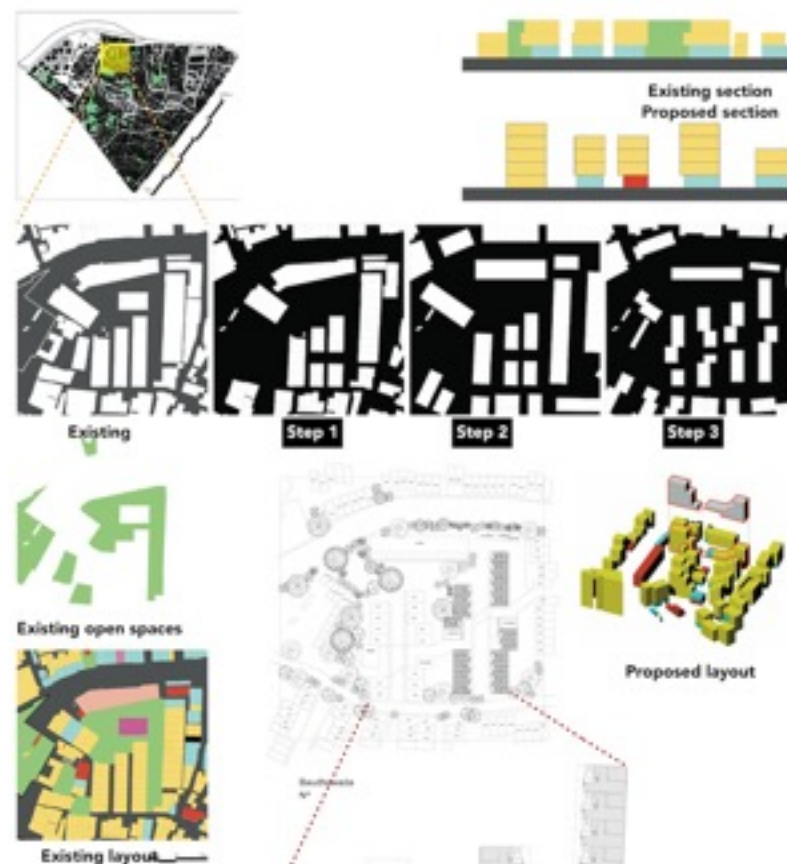 Existing section
Proposed section
Existing
Step 1
Step 2
Step 3
Existing open spaces
Proposed layout
Existing layout